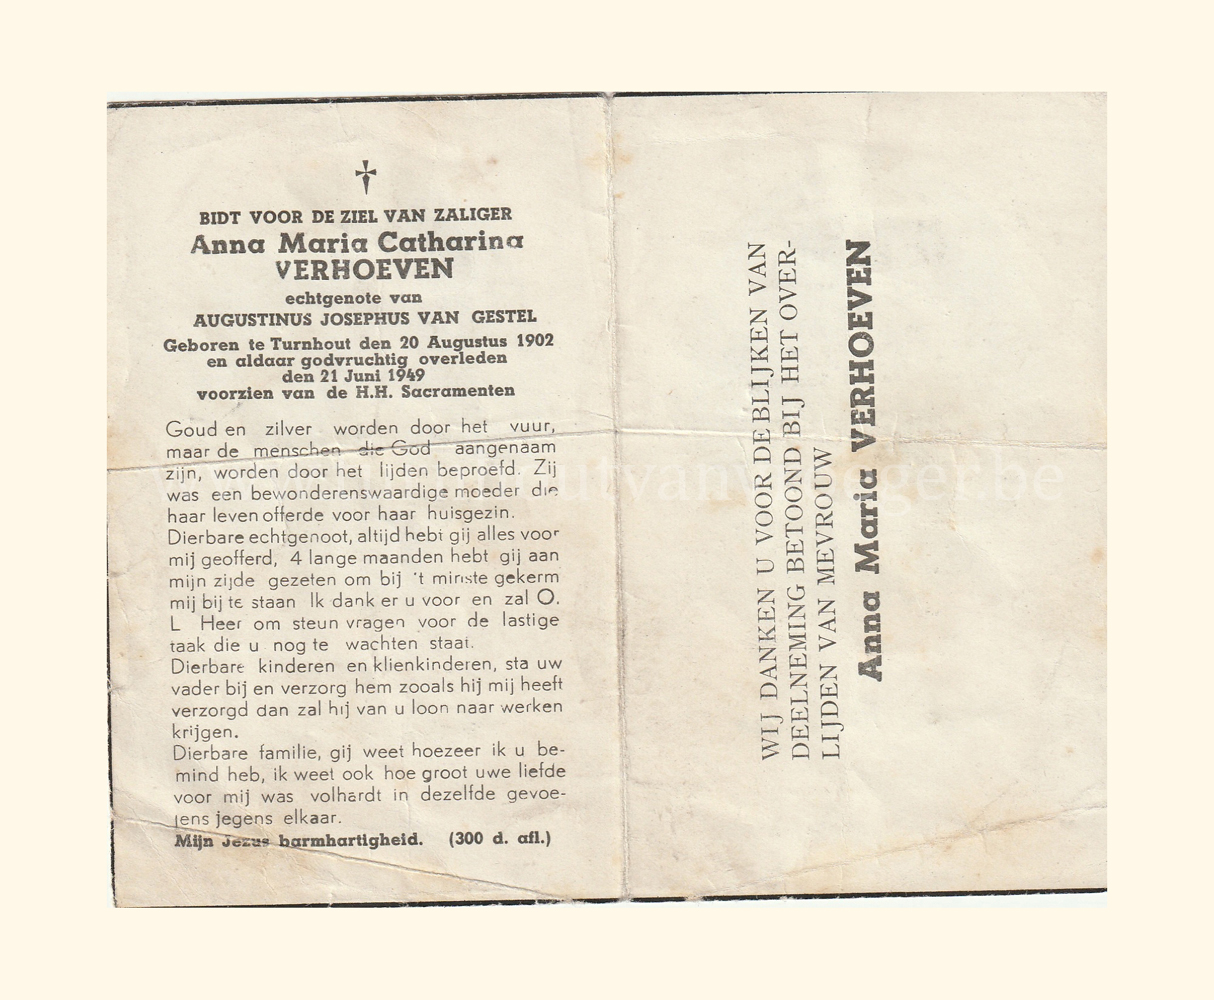 BIDT VOOR DE ZIEL VAN ZALIGER
Anna Maria Catharina
VERHOEVEN
echtgenote van
AUGUSTINUS JOSEPHUS VAN GESTEL
Geboren te Turnhout den 20 Augustus 1902
en aldaar godvruchtig overleden
den 21 Juni 1949
voorzien van de H.H. Sacramenten
Goud en zilver worden door het vuur,
maar de menschen die God aangenaam
zijn, worden door het lijden beproefd. Zij
was een bewonderenswaardige moeder die
haar leven offerde voor haar huisgezin.
Dierbare echtgenoot, altijd hebt gij alles voor
mij geofferd, 4 lange maanden hebt gij aan
mijn zijde gezeten om bij 't minste gekerm
mij bij te staan Ik dank er u voor en zal O.
L Heer om steun vragen voor de lastige
taak die u nog te wachten staat.
Dierbare kinderen en klienkinderen, sta uw
vader bij en verzorg hem zooals hij mij heeft
verzorgd dan zal hij van u loon naar werken
krijgen.
Dierbare familie, gij weet hoezeer ik u be-
mind heb, ik weet ook hoe groot uwe liefde
voor mij was volhardt in dezelfde gevoe-
lens jegens elkaar.
Mijn Jezus barmhartigheid. (300 d. afl.)
WIJ DANKEN U VOOR DE BLIJKEN VAN
DEELNEMING BETOOND BIJ HET OVER-
LIJDEN VAN MEVROUW
Anna Maria VERHOEVEN